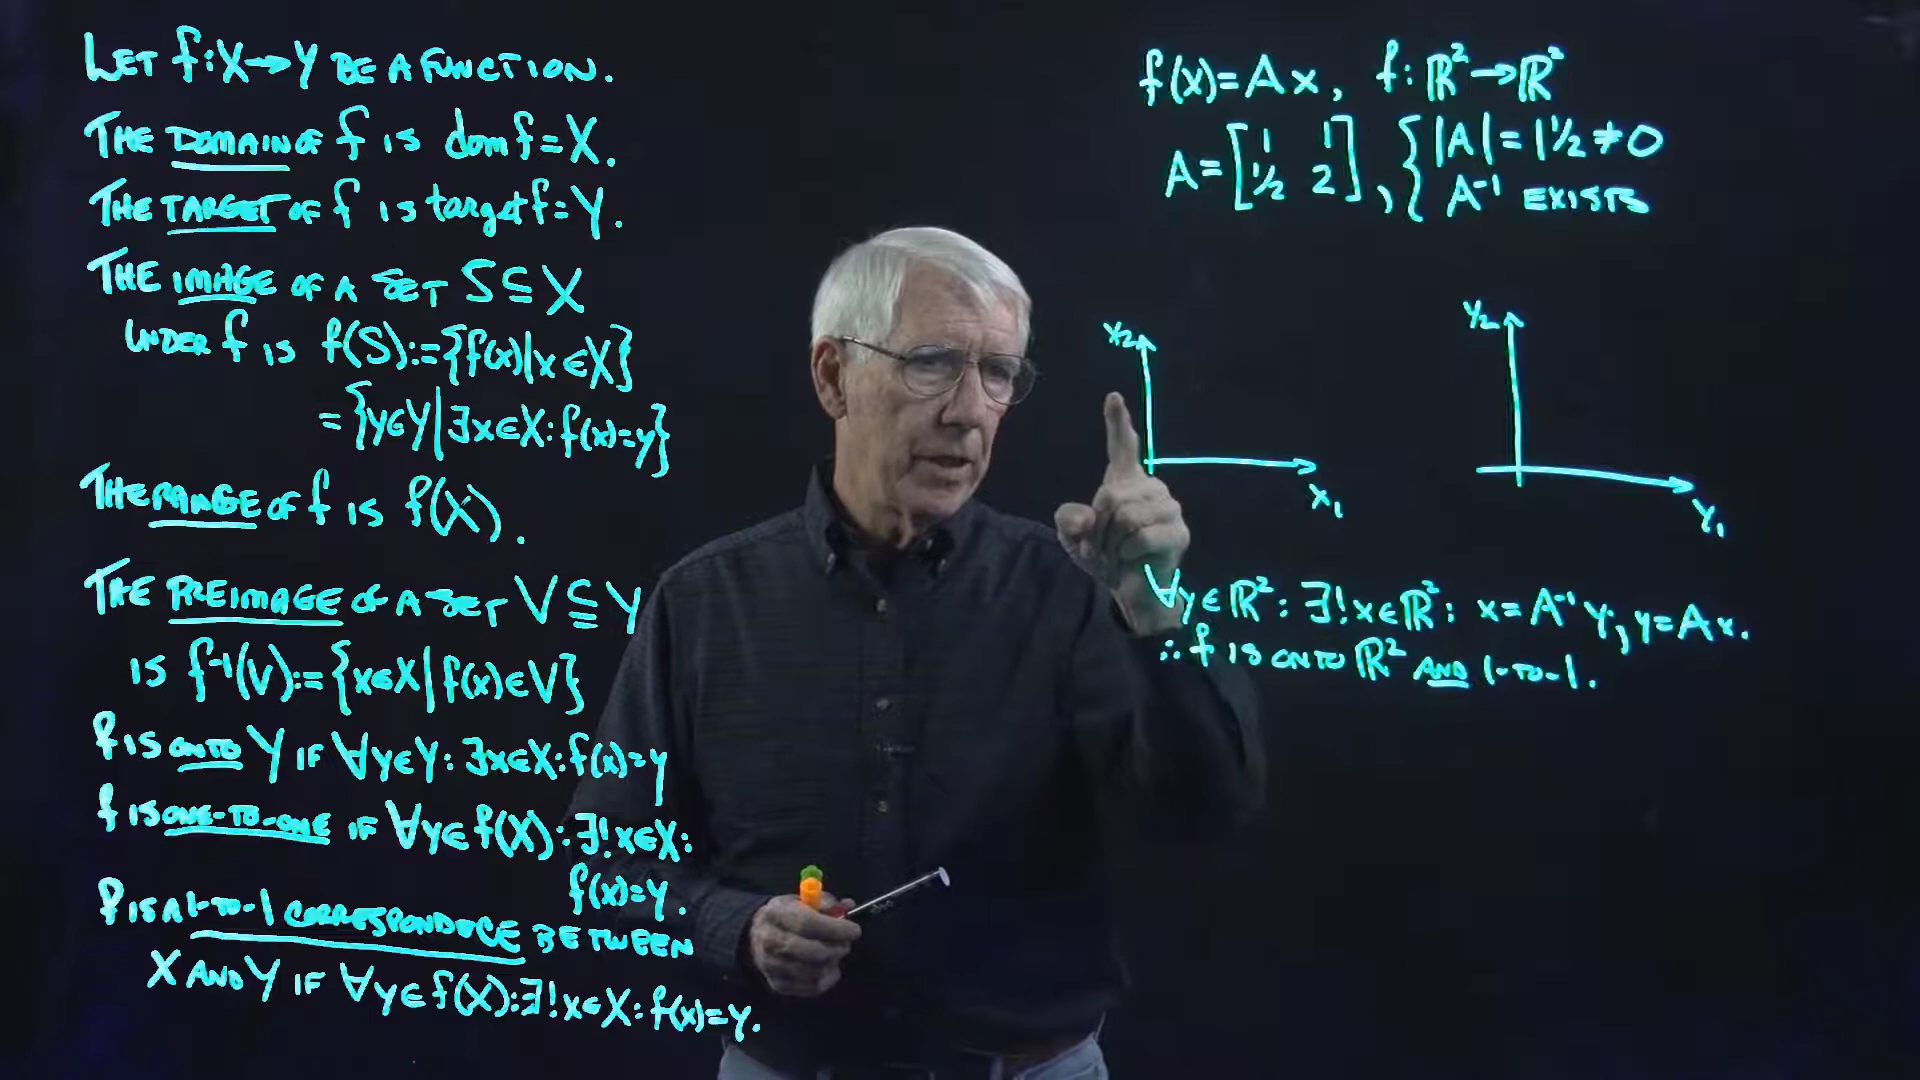 LET f:X→Y BE A FUNCTION.
THE DOMAIN OF f IS dom f=X.
THE TARGET OF f IS target f=Y.
THE IMAGE OF A SET S⊆X
UNDER f IS f(S):={f(x)|x∈X}
={y∈Y|∃x∈X:f(x)=y}
THE RANGE OF f IS f(X).
THE PREIMAGE OF A SET V⊆Y
IS f⁻¹(V):={x∈X|f(x)∈V}
f IS ONTO Y IF ∀y∈Y:∃x∈X:f(x)=y
f IS ONE-TO-ONE IF ∀y∈f(X):∃!x∈X:
f(x)=y.
f IS A 1-TO-1 CORRESPONDECE BETWEEN
X AND Y IF ∀y∈f(X):∃!x∈X:f(x)=y.
f(x)=Ax, f:ℝ²→ℝ²
A=[1 1
1/2 2], {|A|=1 1/2≠0
A⁻¹ EXISTS
x₂
x₁
y₂
y₁
∀y∈ℝ²:∃!x∈ℝ²: x=A⁻¹y, y=Ax.
∴ f IS ONTO ℝ² AND 1-TO-1.